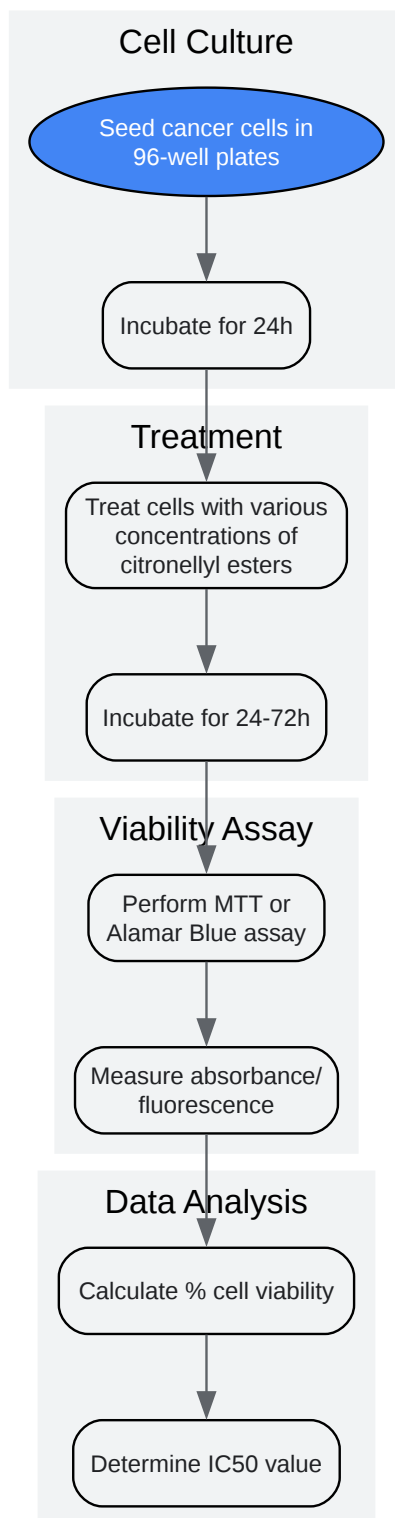 Cell Culture
Seed cancer cells in
96-well plates
Incubate for 24h
Treatment
Treat cells with various
concentrations of
citronellyl esters
Incubate for 24-72h
Viability Assay
Perform MTT or
Alamar Blue assay
Measure absorbance/
fluorescence
Data Analysis
Calculate % cell viability
Determine IC50 value